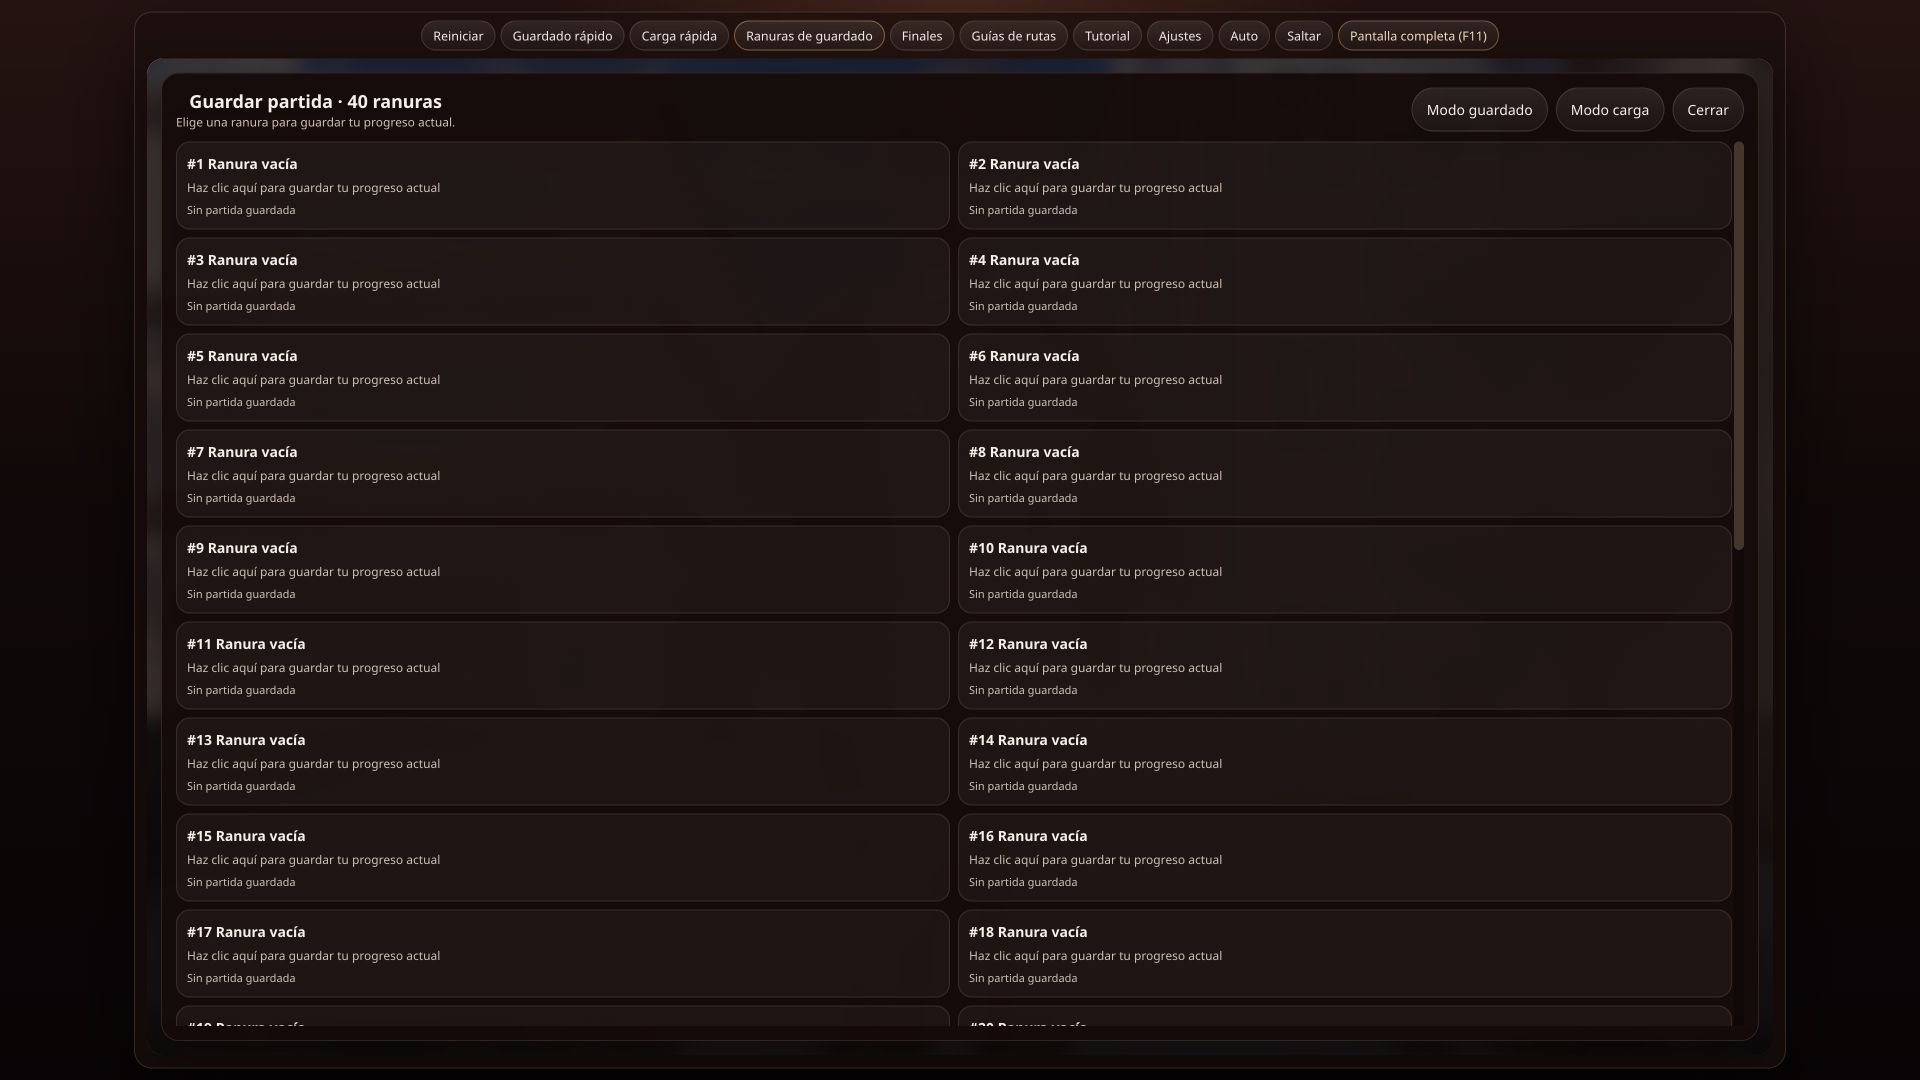 Reiniciar
Guardado rápido
Carga rápida
Ranuras de guardado
Finales
Guías de rutas
Tutorial
Ajustes
Auto
Saltar
Pantalla completa (F11)
Guardar partida · 40 ranuras
Elige una ranura para guardar tu progreso actual.
Modo guardado
Modo carga
Cerrar
#1 Ranura vacía
Haz clic aquí para guardar tu progreso actual
Sin partida guardada
#2 Ranura vacía
Haz clic aquí para guardar tu progreso actual
Sin partida guardada
#3 Ranura vacía
Haz clic aquí para guardar tu progreso actual
Sin partida guardada
#4 Ranura vacía
Haz clic aquí para guardar tu progreso actual
Sin partida guardada
#5 Ranura vacía
Haz clic aquí para guardar tu progreso actual
Sin partida guardada
#6 Ranura vacía
Haz clic aquí para guardar tu progreso actual
Sin partida guardada
#7 Ranura vacía
Haz clic aquí para guardar tu progreso actual
Sin partida guardada
#8 Ranura vacía
Haz clic aquí para guardar tu progreso actual
Sin partida guardada
#9 Ranura vacía
Haz clic aquí para guardar tu progreso actual
Sin partida guardada
#10 Ranura vacía
Haz clic aquí para guardar tu progreso actual
Sin partida guardada
#11 Ranura vacía
Haz clic aquí para guardar tu progreso actual
Sin partida guardada
#12 Ranura vacía
Haz clic aquí para guardar tu progreso actual
Sin partida guardada
#13 Ranura vacía
Haz clic aquí para guardar tu progreso actual
Sin partida guardada
#14 Ranura vacía
Haz clic aquí para guardar tu progreso actual
Sin partida guardada
#15 Ranura vacía
Haz clic aquí para guardar tu progreso actual
Sin partida guardada
#16 Ranura vacía
Haz clic aquí para guardar tu progreso actual
Sin partida guardada
#17 Ranura vacía
Haz clic aquí para guardar tu progreso actual
Sin partida guardada
#18 Ranura vacía
Haz clic aquí para guardar tu progreso actual
Sin partida guardada
#19 Ranura vacía
#20 Ranura vacía